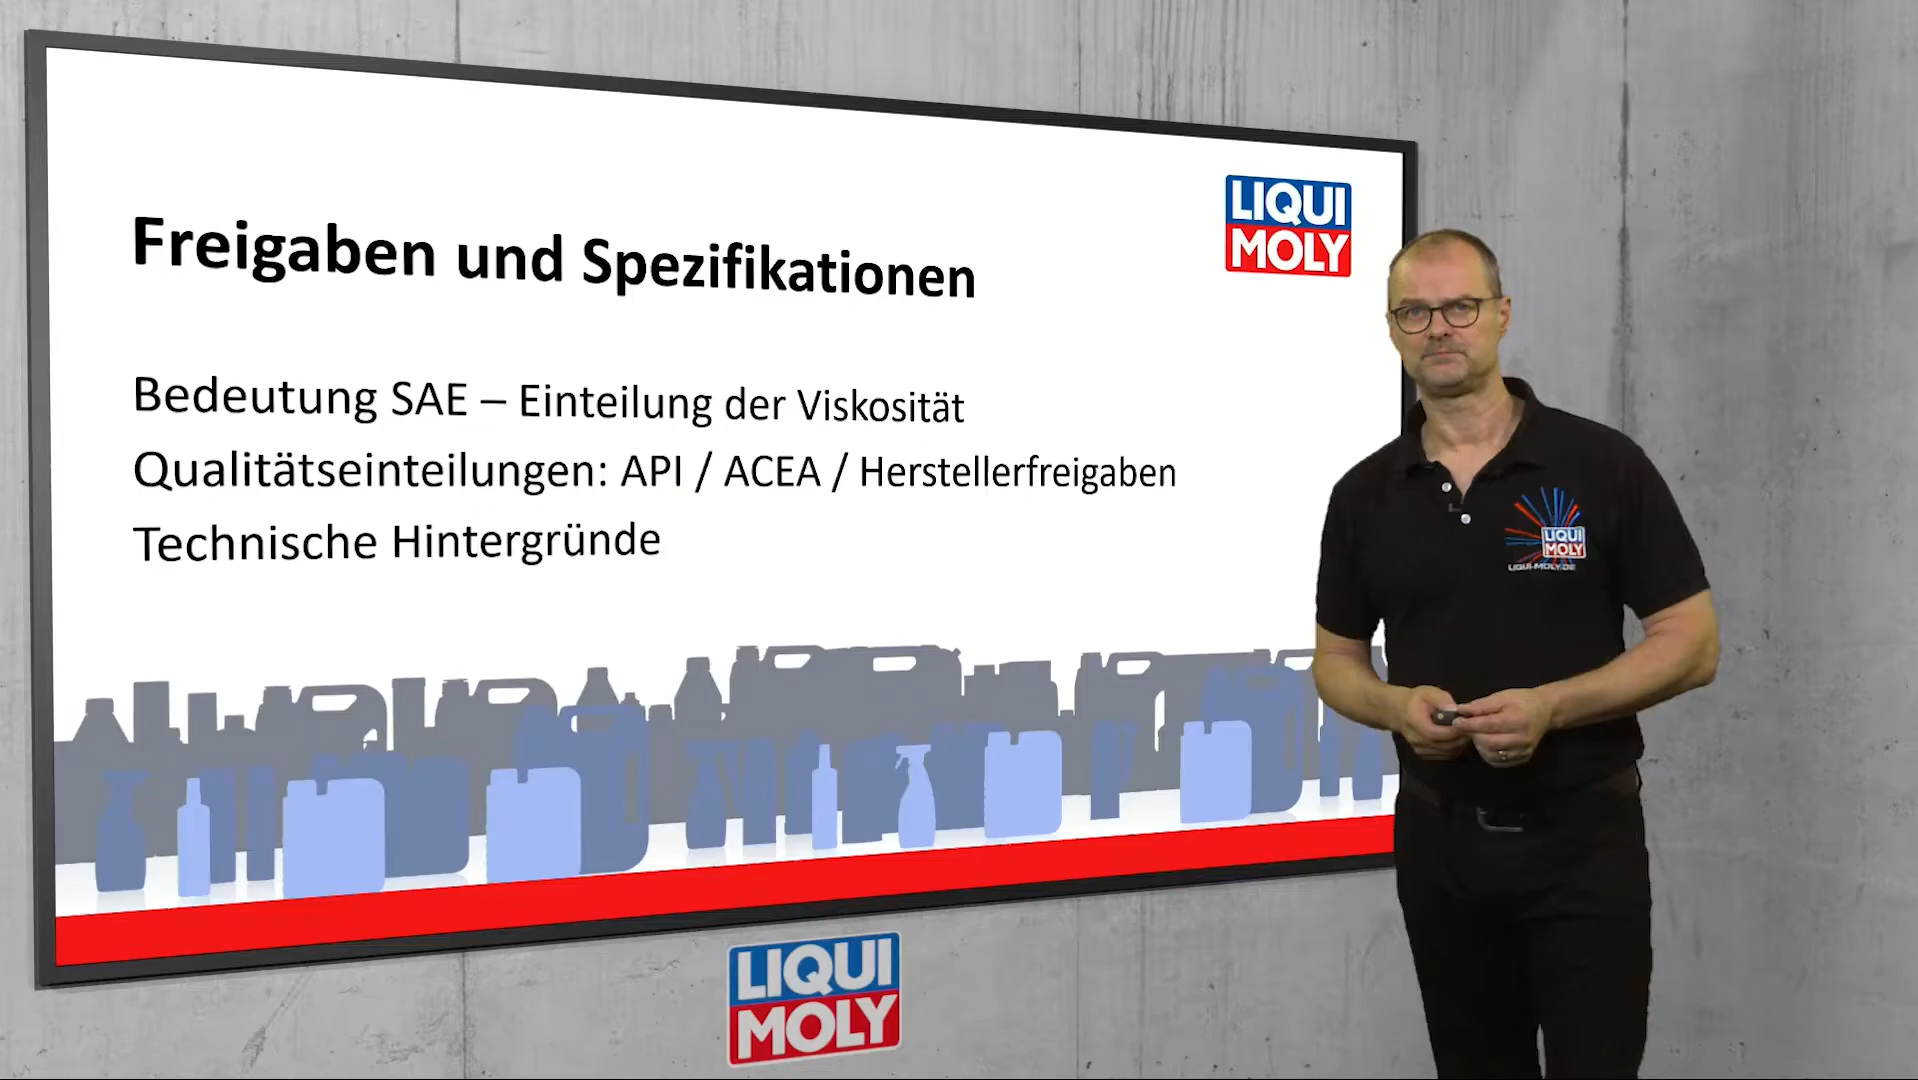 LIQUI
MOLY
Freigaben und Spezifikationen
Bedeutung SAE – Einteilung der Viskosität
Qualitätseinteilungen: API / ACEA / Herstellerfreigaben
Technische Hintergründe
LIQUI
MOLY
LIQUI-MOLY.DE
LIQUI
MOLY